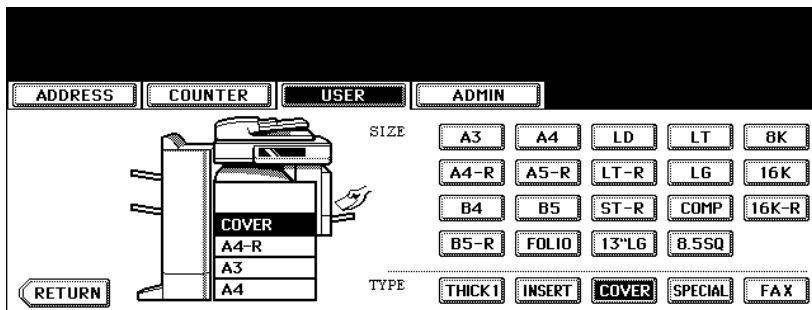 ADDRESS COUNTER USER ADMIN
SIZE A3 A4 LD LT 8K
A4-R A5-R LT-R LG 16K
B4 B5 ST-R COMP 16K-R
COVER
A4-R B5-R FOLIO 13"LG 8.5SQ
A3
A4
TYPE THICK1 INSERT COVER SPECIAL FAX
RETURN